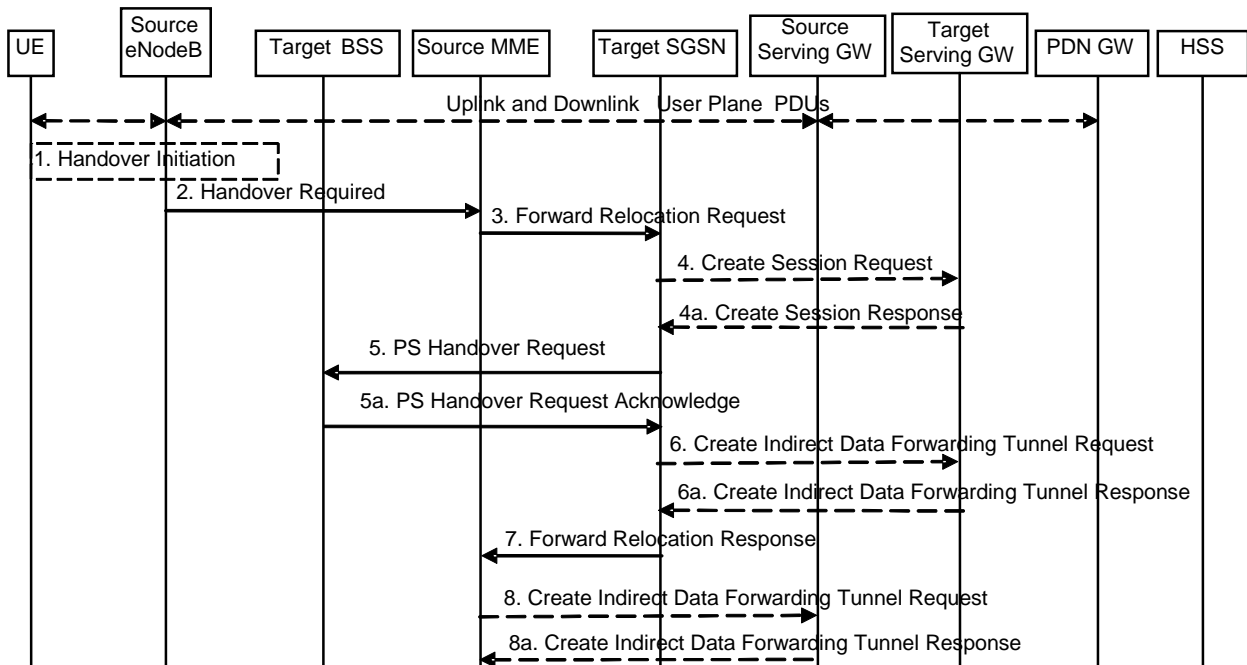 UE
Source
eNodeB
Target BSS
Source MME
Target SGSN
Source
Serving GW
Target
Serving GW
PDN GW
HSS
Uplink and Downlink User Plane PDUs
1. Handover Initiation
2. Handover Required
3. Forward Relocation Request
4. Create Session Request
4a. Create Session Response
5. PS Handover Request
5a. PS Handover Request Acknowledge
6. Create Indirect Data Forwarding Tunnel Request
6a. Create Indirect Data Forwarding Tunnel Response
7. Forward Relocation Response
8. Create Indirect Data Forwarding Tunnel Request
8a. Create Indirect Data Forwarding Tunnel Response